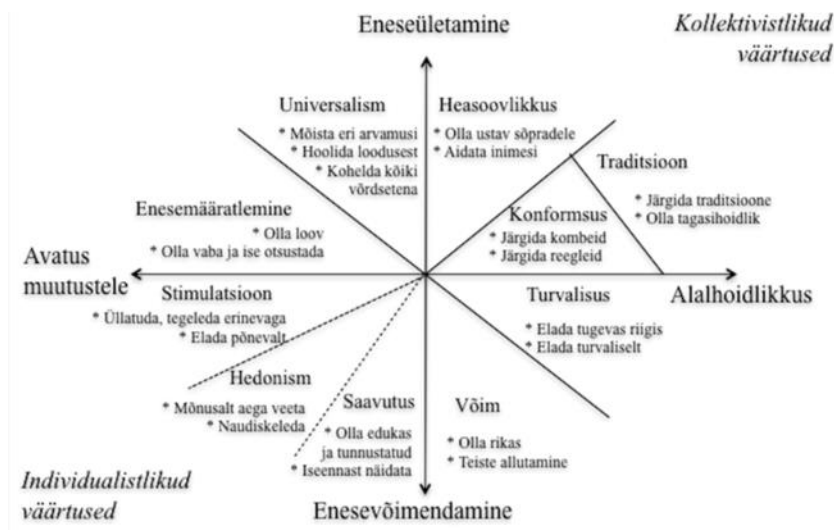 Eneseületamine
Kollektivistlikud
väärtused
Universalism
* Mõista eri arvamusi
* Hoolida loodusest
* Kohelda kõiki
võrdsetena
Heasoovlikkus
* Olla ustav sõpradele
* Aidata inimesi
Traditsioon
* Järgida traditsioone
* Olla tagasihoidlik
Enesemääratlemine
* Olla loov
* Olla vaba ja ise otsustada
Konformsus
* Järgida kombeid
* Järgida reegleid
Avatus
muutustele
Alalhoidlikkus
Stimulatsioon
* Üllatuda, tegeleda erinevaga
* Elada põnevalt
Turvalisus
* Elada tugevas riigis
* Elada turvaliselt
Hedonism
* Mõnusalt aega veeta
* Naudiskeleda
Saavutus
* Olla edukas
ja tunnustatud
* Iseennast näidata
Võim
* Olla rikas
* Teiste allutamine
Individualistlikud
väärtused
Enesevõimendamine